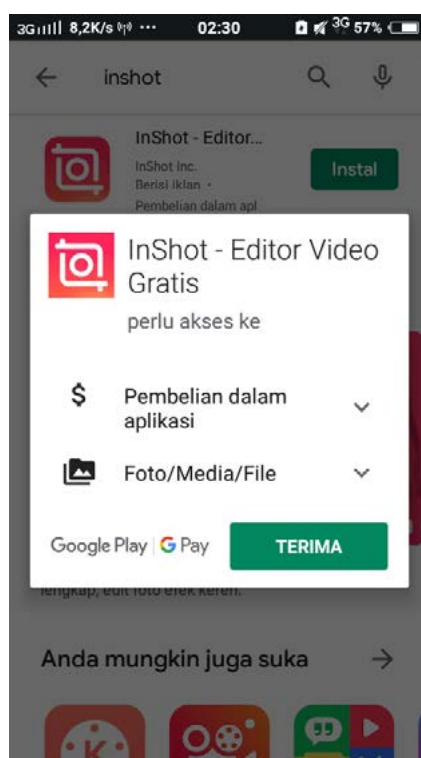 3G 8,2K/s ··· 02:30 3G 57%
inshot
InShot - Editor...
InShot Inc.
Berisi iklan •
Instal
Pembelian dalam apl
InShot - Editor Video
Gratis
perlu akses ke
$ Pembelian dalam
aplikasi
Foto/Media/File
Google Play G Pay TERIMA
lengkap, edit foto efek keren.
Anda mungkin juga suka
K